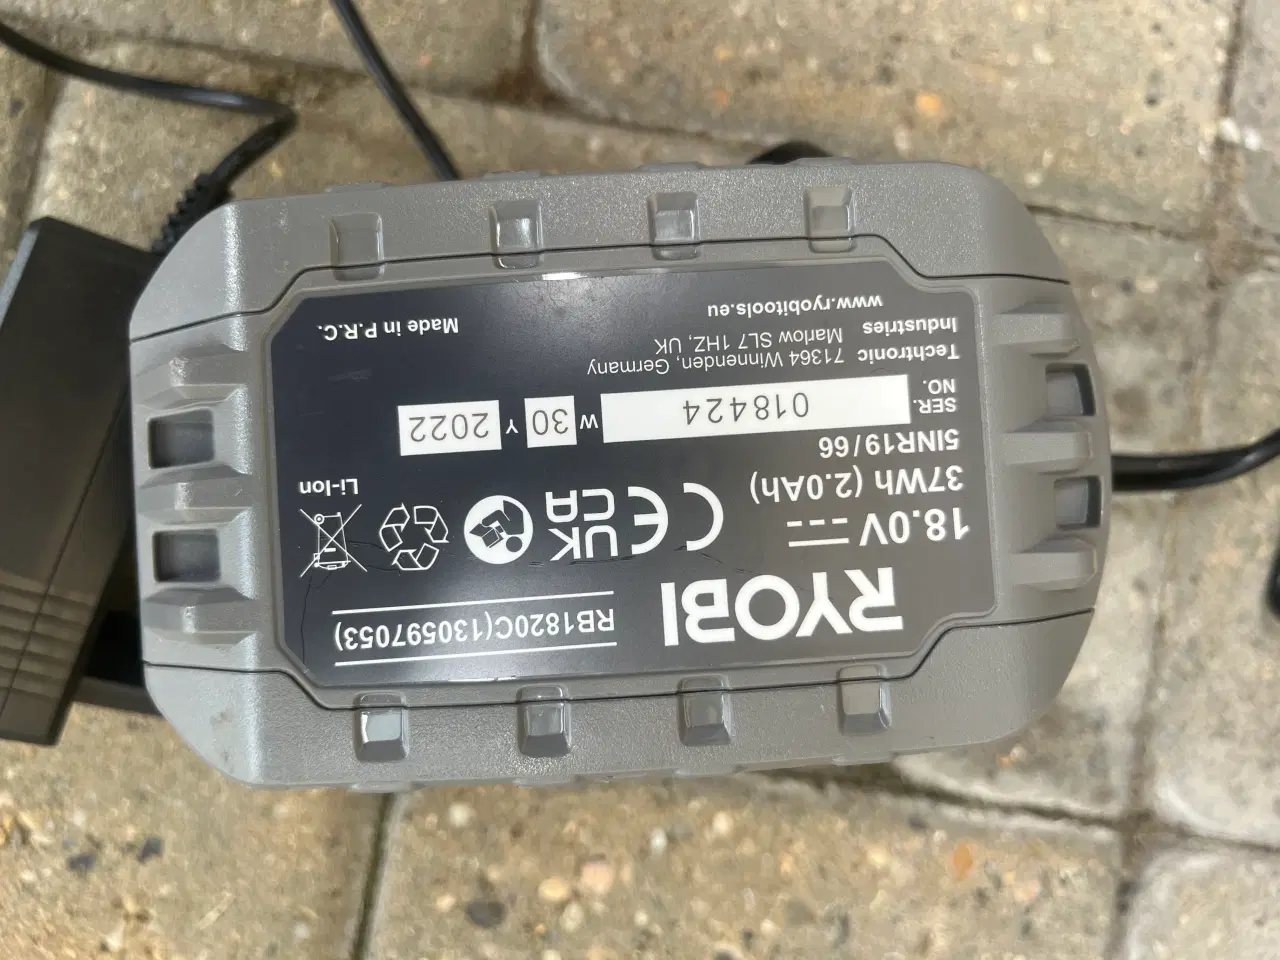 RYOBI
RB1820C(130597053)
18.0V
37Wh (2.0Ah)
5INR19/66
CE
UK
CA
Li-Ion
SER. NO. 018424 W 30 Y 2022
Techtronic Industries
71364 Winnenden, Germany
Marlow SL7 1HZ, UK
www.ryobitools.eu
Made in P.R.C.